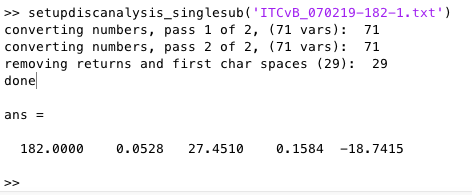 >> setupdiscanalysis_singlesub('ITCvB_070219-182-1.txt')
converting numbers, pass 1 of 2, (71 vars):  71
converting numbers, pass 2 of 2, (71 vars):  71
removing returns and first char spaces (29):  29
done
ans =
182.0000    0.0528   27.4510    0.1584  -18.7415
>>